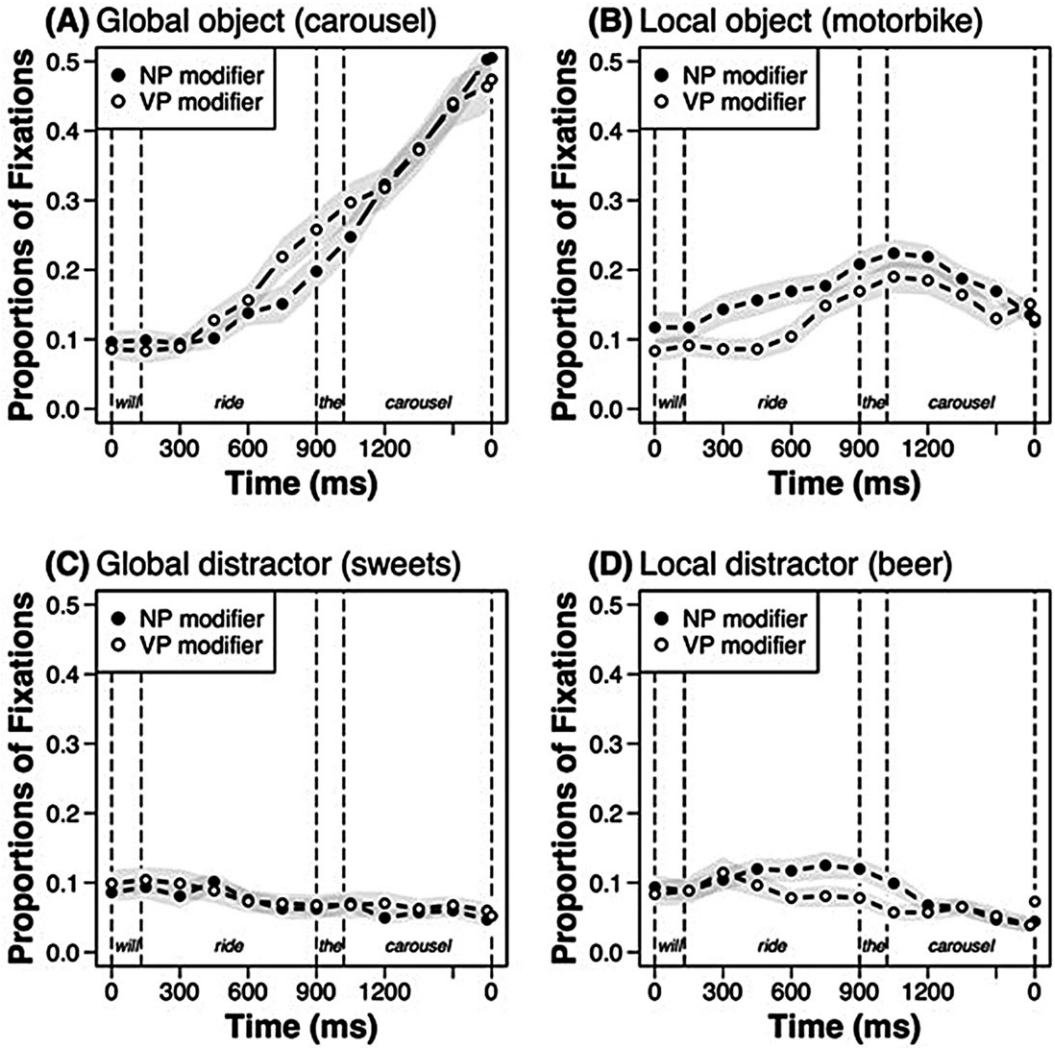 (A) Global object (carousel)
Proportions of Fixations
0.5
0.4
0.3
0.2
0.1
0.0
NP modifier
VP modifier
will ride the carousel
0 300 600 900 1200 0
Time (ms)
(B) Local object (motorbike)
Proportions of Fixations
0.5
0.4
0.3
0.2
0.1
0.0
NP modifier
VP modifier
will ride the carousel
0 300 600 900 1200 0
Time (ms)
(C) Global distractor (sweets)
Proportions of Fixations
0.5
0.4
0.3
0.2
0.1
0.0
NP modifier
VP modifier
will ride the carousel
0 300 600 900 1200 0
Time (ms)
(D) Local distractor (beer)
Proportions of Fixations
0.5
0.4
0.3
0.2
0.1
0.0
NP modifier
VP modifier
will ride the carousel
0 300 600 900 1200 0
Time (ms)